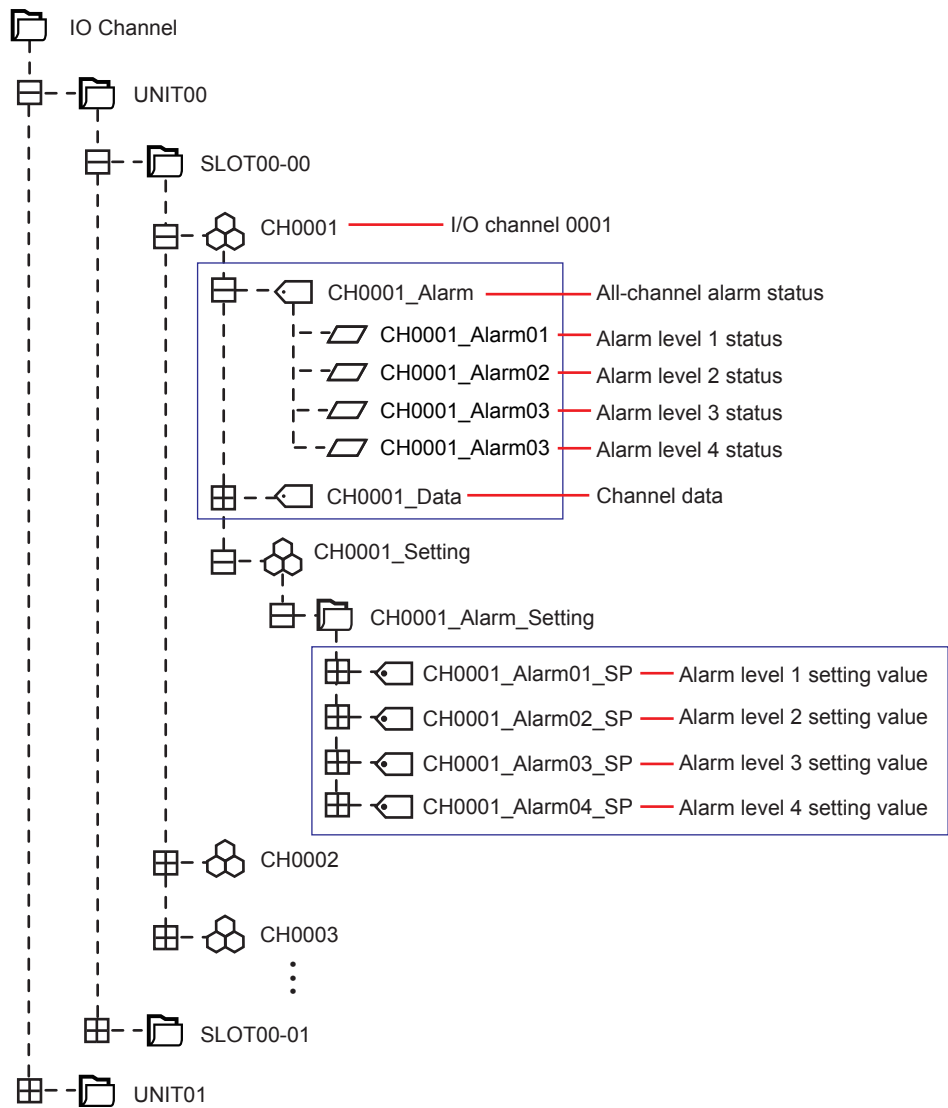 IO Channel
UNIT00
SLOT00-00
CH0001 I/O channel 0001
CH0001_Alarm All-channel alarm status
CH0001_Alarm01 Alarm level 1 status
CH0001_Alarm02 Alarm level 2 status
CH0001_Alarm03 Alarm level 3 status
CH0001_Alarm03 Alarm level 4 status
CH0001_Data Channel data
CH0001_Setting
CH0001_Alarm_Setting
CH0001_Alarm01_SP Alarm level 1 setting value
CH0001_Alarm02_SP Alarm level 2 setting value
CH0001_Alarm03_SP Alarm level 3 setting value
CH0001_Alarm04_SP Alarm level 4 setting value
CH0002
CH0003
SLOT00-01
UNIT01